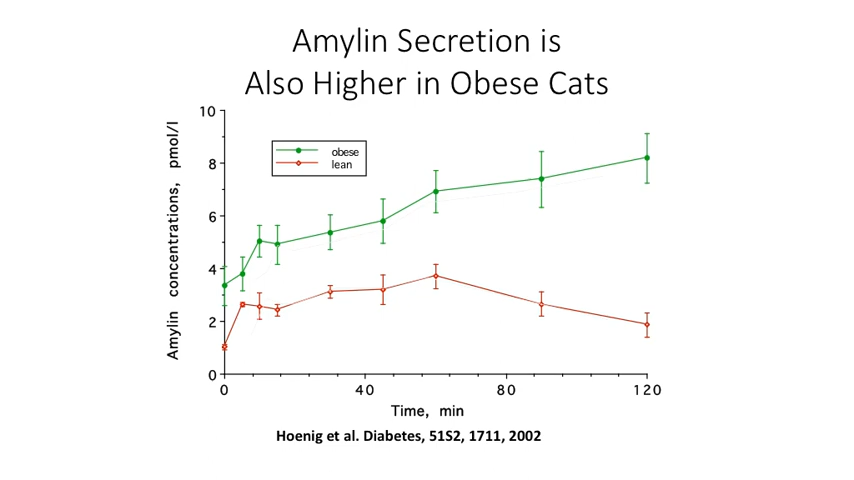 Amylin Secretion is
Also Higher in Obese Cats
10
8
6
4
2
0
Amylin concentrations, pmol/l
obese
lean
0 40 80 120
Time, min
Hoenig et al. Diabetes, 51S2, 1711, 2002